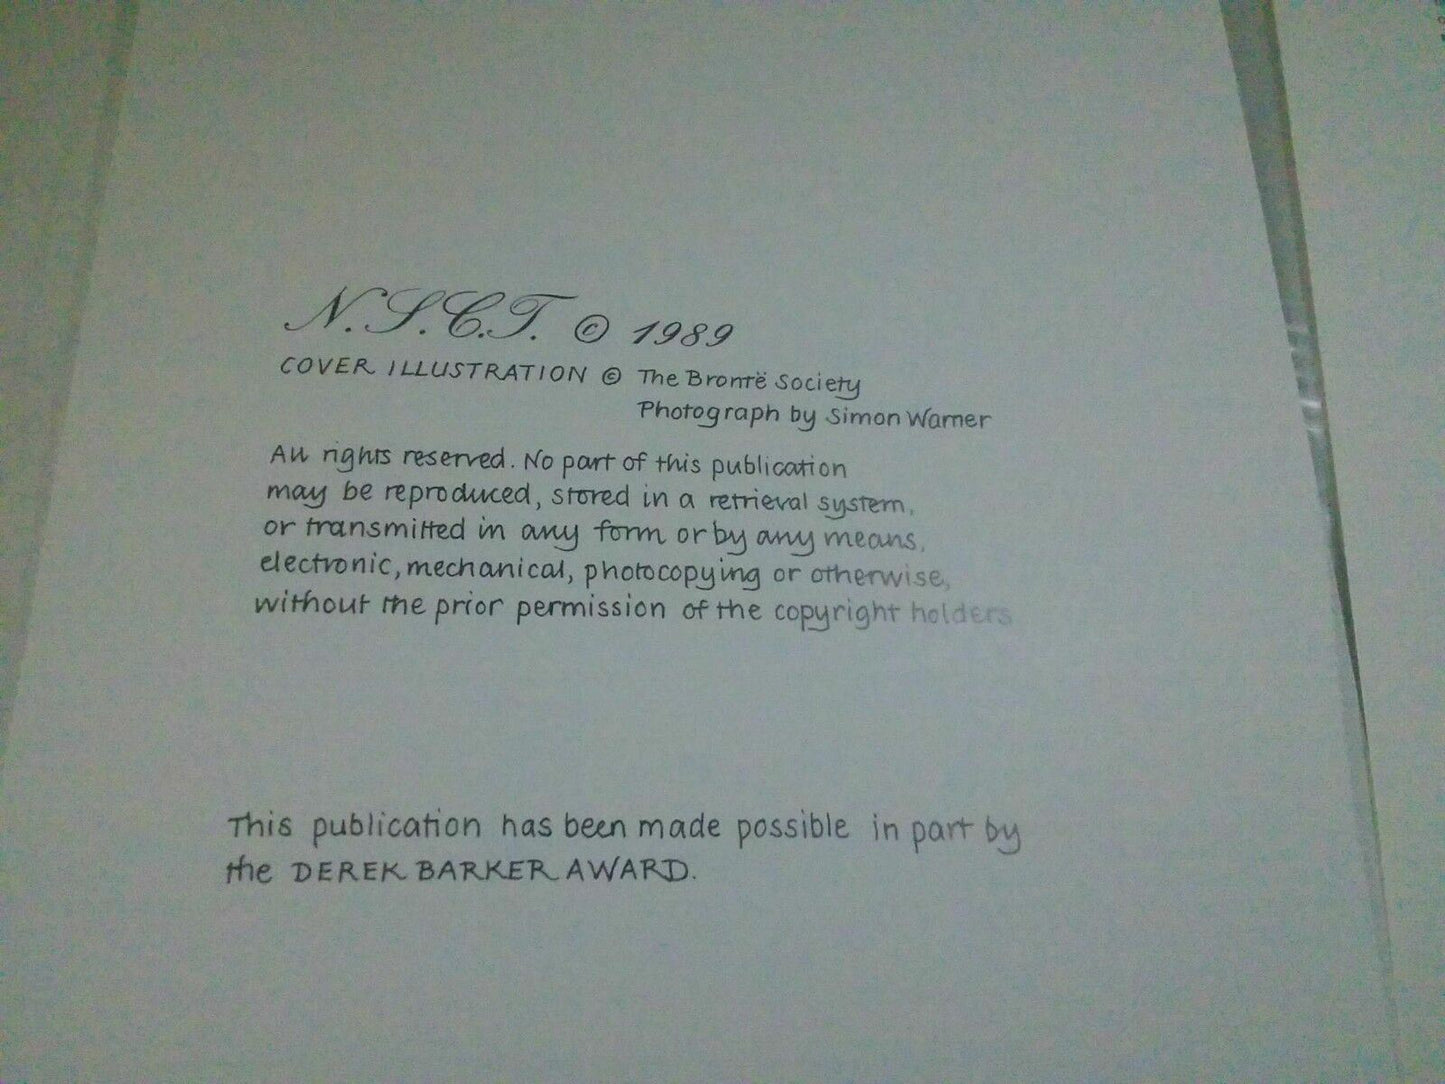 N.S.C.T. © 1989
COVER ILLUSTRATION © The Brontë Society
Photograph by Simon Warner
All rights reserved. No part of this publication
may be reproduced, stored in a retrieval system,
or transmitted in any form or by any means,
electronic, mechanical, photocopying or otherwise,
without the prior permission of the copyright holders
This publication has been made possible in part by
the DEREK BARKER AWARD.